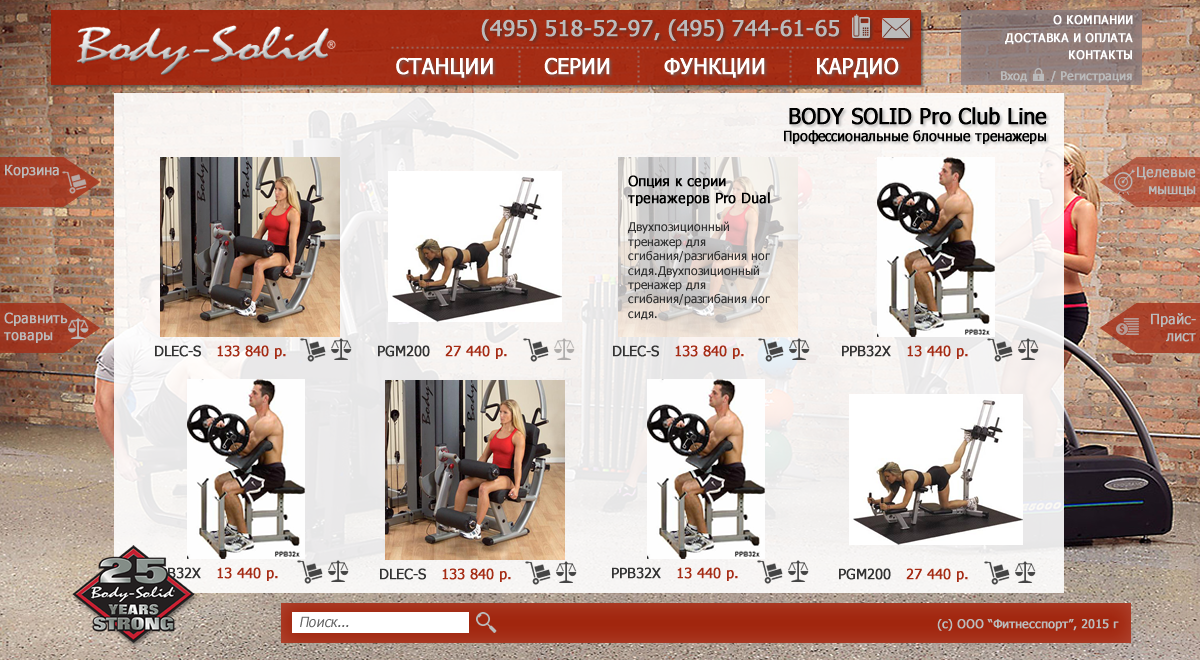 Body-Solid®
(495) 518-52-97, (495) 744-61-65
СТАНЦИИ
СЕРИИ
ФУНКЦИИ
КАРДИО
О КОМПАНИИ
ДОСТАВКА И ОПЛАТА
КОНТАКТЫ
Вход / Регистрация
BODY SOLID Pro Club Line
Профессиональные блочные тренажеры
Корзина
Сравнить
товары
Целевые
мышцы
Прайс-
лист
Body
Опция к серии
тренажеров Pro Dual
Двухпозиционный
тренажер для
сгибания/разгибания ног
сидя.Двухпозиционный
тренажер для
сгибания/разгибания ног
сидя.
PPB32x
DLEC-S 133 840 р.
PGM200 27 440 р.
DLEC-S 133 840 р.
PPB32X 13 440 р.
Body
PPB32x
PPB32x
B32X 13 440 р.
DLEC-S 133 840 р.
PPB32X 13 440 р.
PGM200 27 440 р.
25
Body-Solid
YEARS
STRONG
Поиск...
(с) ООО “Фитнесспорт”, 2015 г